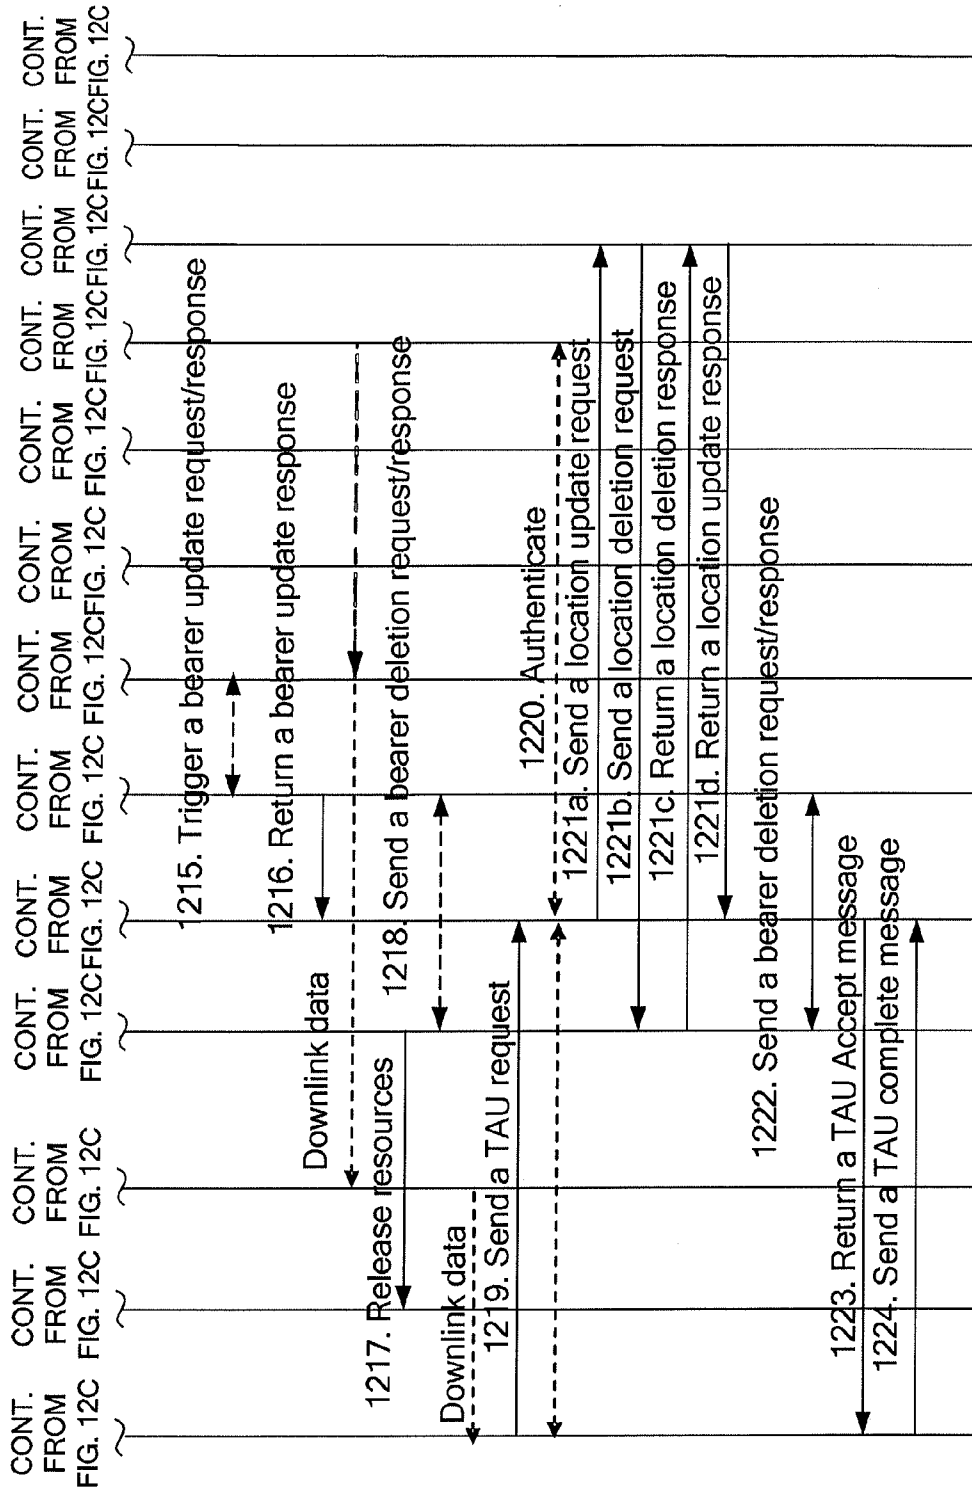 CONT. CONT. CONT. CONT. CONT. CONT. CONT. CONT. CONT. CONT. CONT. CONT. CONT.
FROM FROM FROM FROM FROM FROM FROM FROM FROM FROM FROM FROM FROM
FIG. 12C FIG. 12C FIG. 12C FIG. 12C FIG. 12C FIG. 12C FIG. 12C FIG. 12C FIG. 12C FIG. 12C FIG. 12C FIG. 12C FIG. 12C
1215. Trigger a bearer update request/response
1216. Return a bearer update response
Downlink data
1217. Release resources
1218. Send a bearer deletion request/response
Downlink data
1219. Send a TAU request
1220. Authenticate
1221a. Send a location update request
1221b. Send a location deletion request
1221c. Return a location deletion response
1221d. Return a location update response
1222. Send a bearer deletion request/response
1223. Return a TAU Accept message
1224. Send a TAU complete message